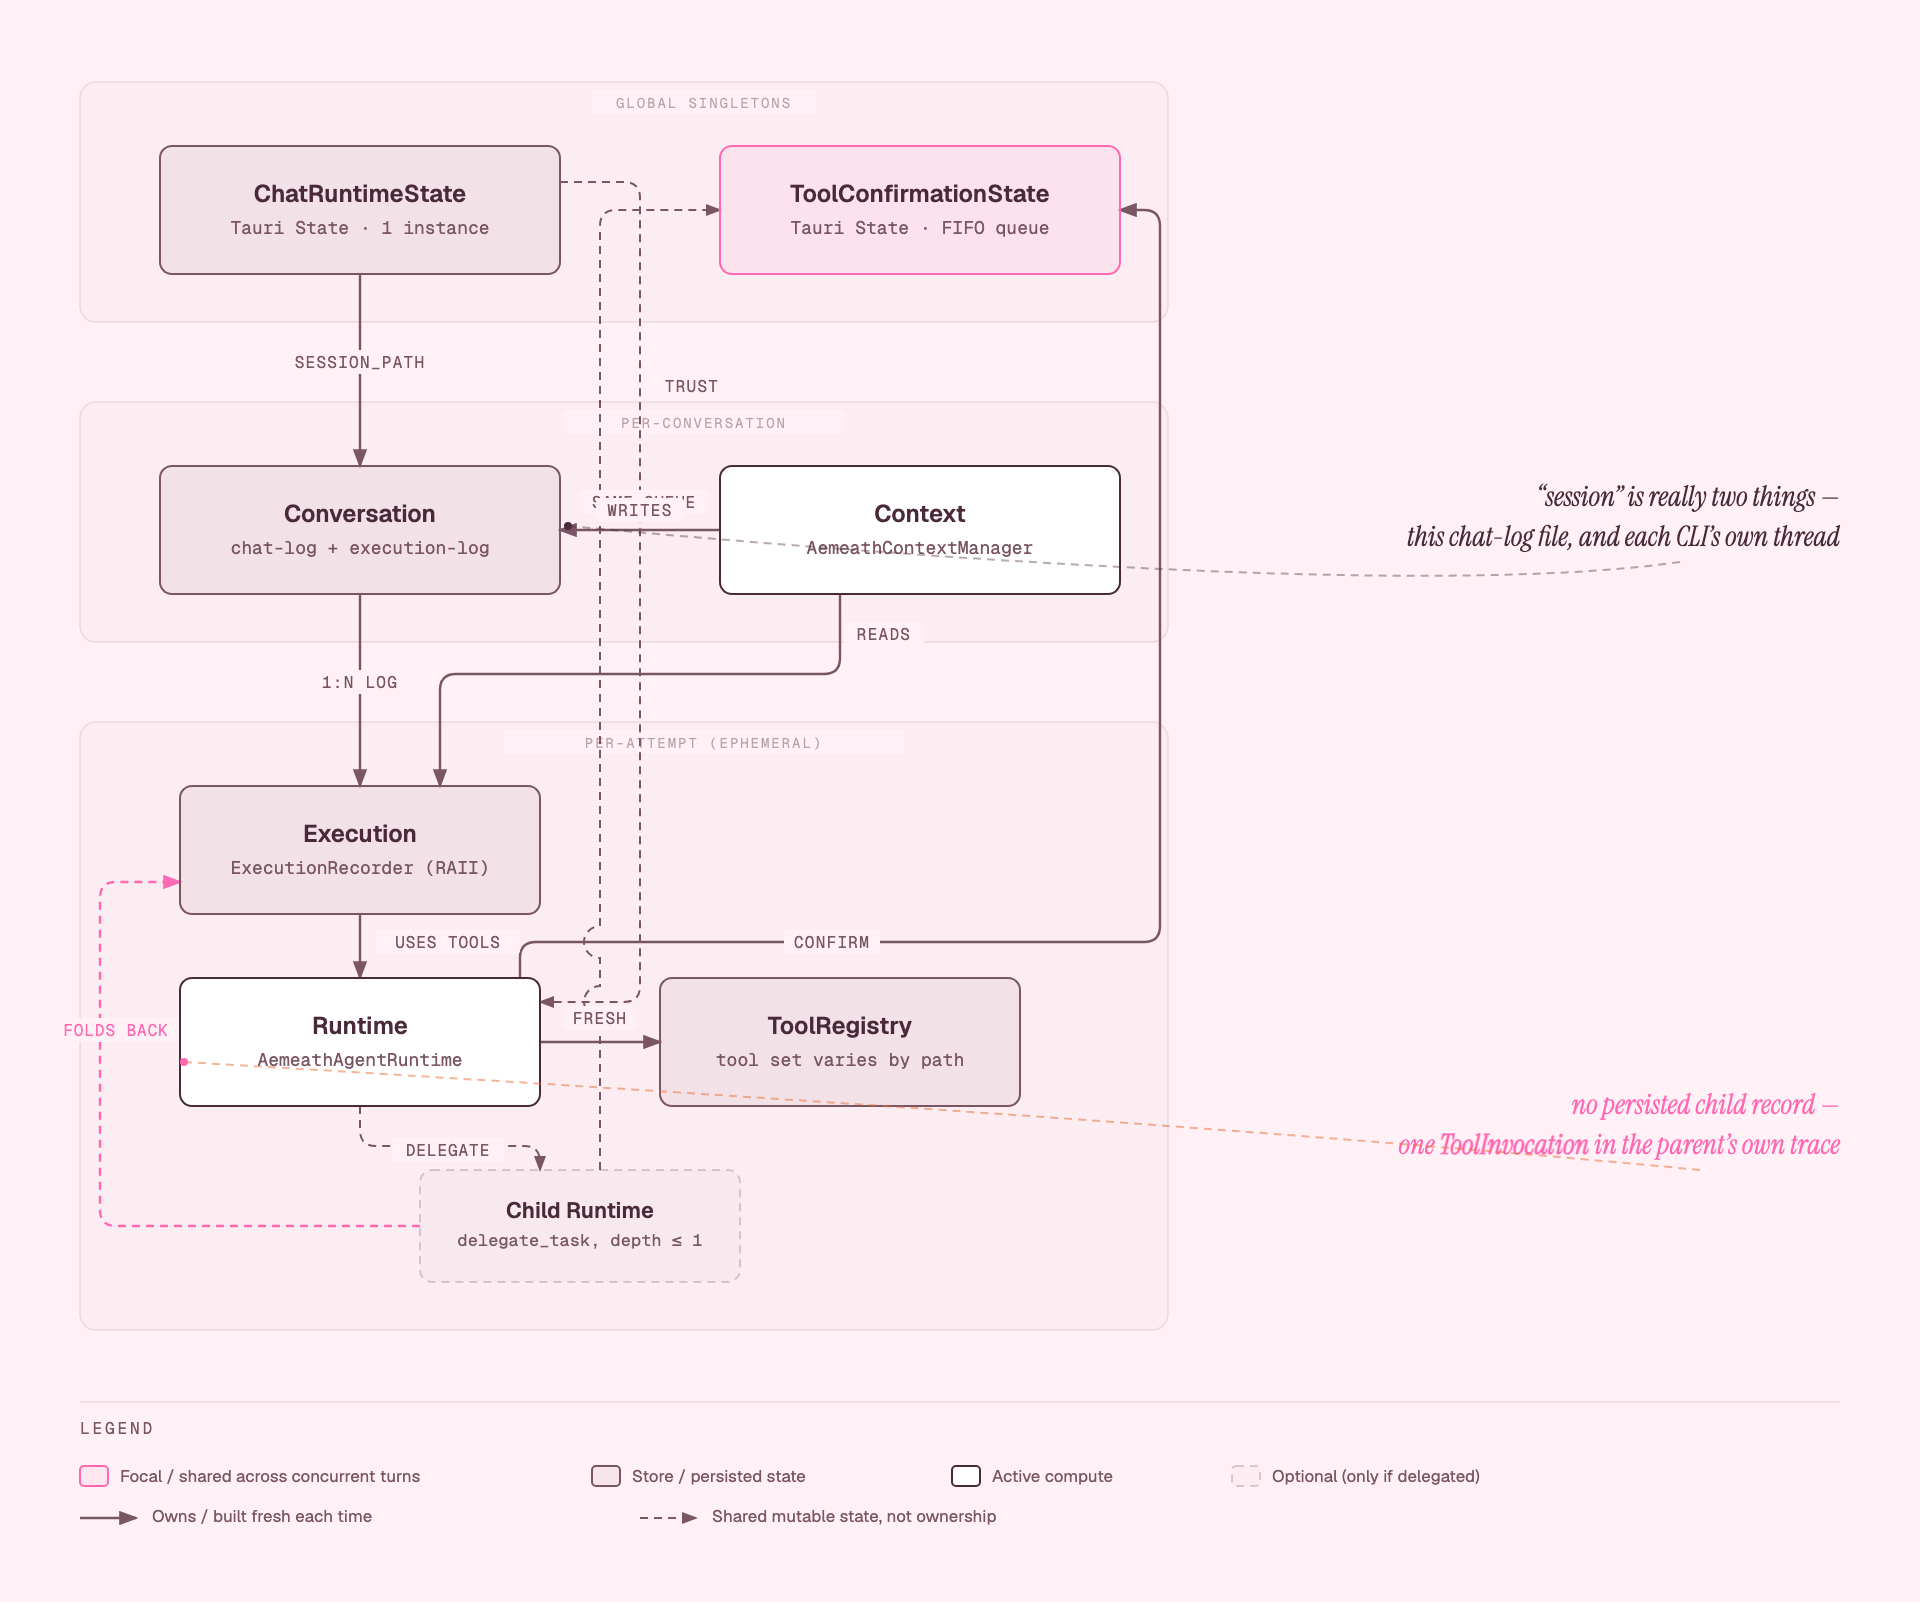 GLOBAL SINGLETONS
ChatRuntimeState
Tauri State · 1 instance
ToolConfirmationState
Tauri State · FIFO queue
SESSION_PATH
TRUST
PER-CONVERSATION
Conversation
chat-log + execution-log
WRITES
Context
AemeathContextManager
“session” is really two things —
this chat-log file, and each CLI’s own thread
READS
1:N LOG
PER-ATTEMPT (EPHEMERAL)
Execution
ExecutionRecorder (RAII)
USES TOOLS
CONFIRM
FOLDS BACK
Runtime
AemeathAgentRuntime
FRESH
ToolRegistry
tool set varies by path
no persisted child record —
one ToolInvocation in the parent’s own trace
DELEGATE
Child Runtime
delegate_task, depth ≤ 1
LEGEND
Focal / shared across concurrent turns
Store / persisted state
Active compute
Optional (only if delegated)
Owns / built fresh each time
Shared mutable state, not ownership